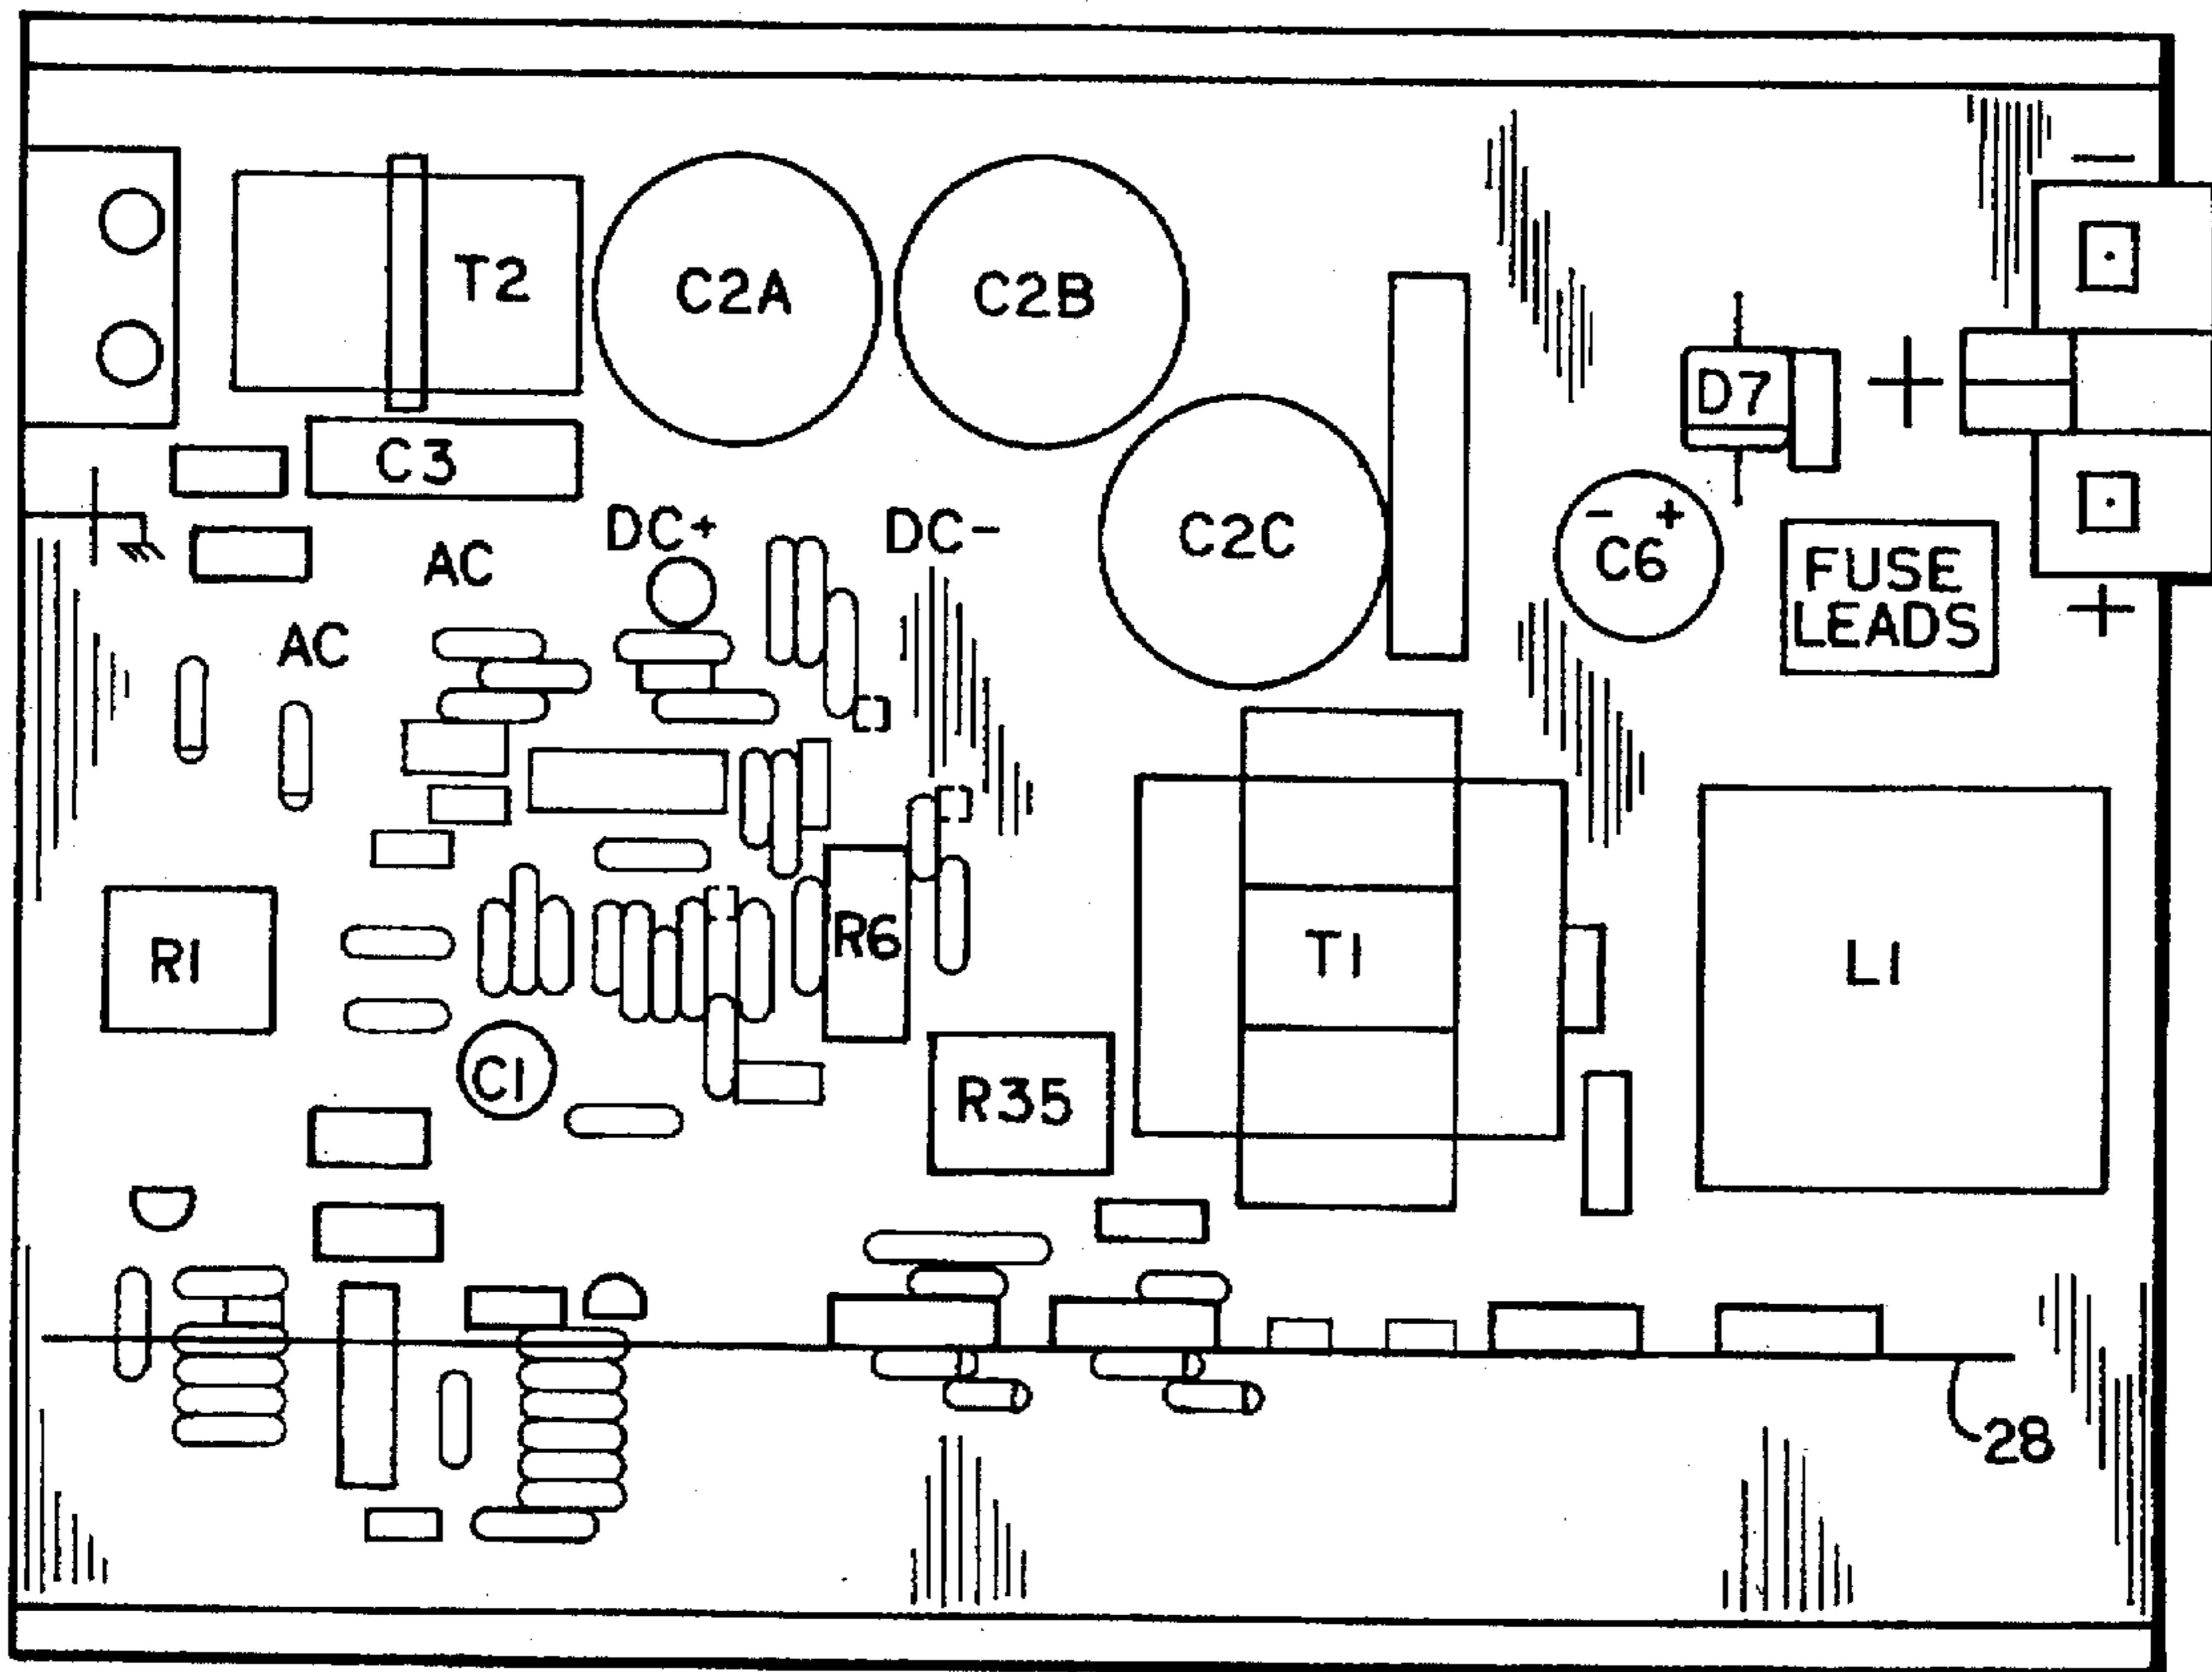 −
T2
C2A
C2B
D7
+
C3
DC+
DC-
C2C
- +
C6
AC
FUSE
LEADS
+
AC
R1
R6
T1
L1
C1
R35
28